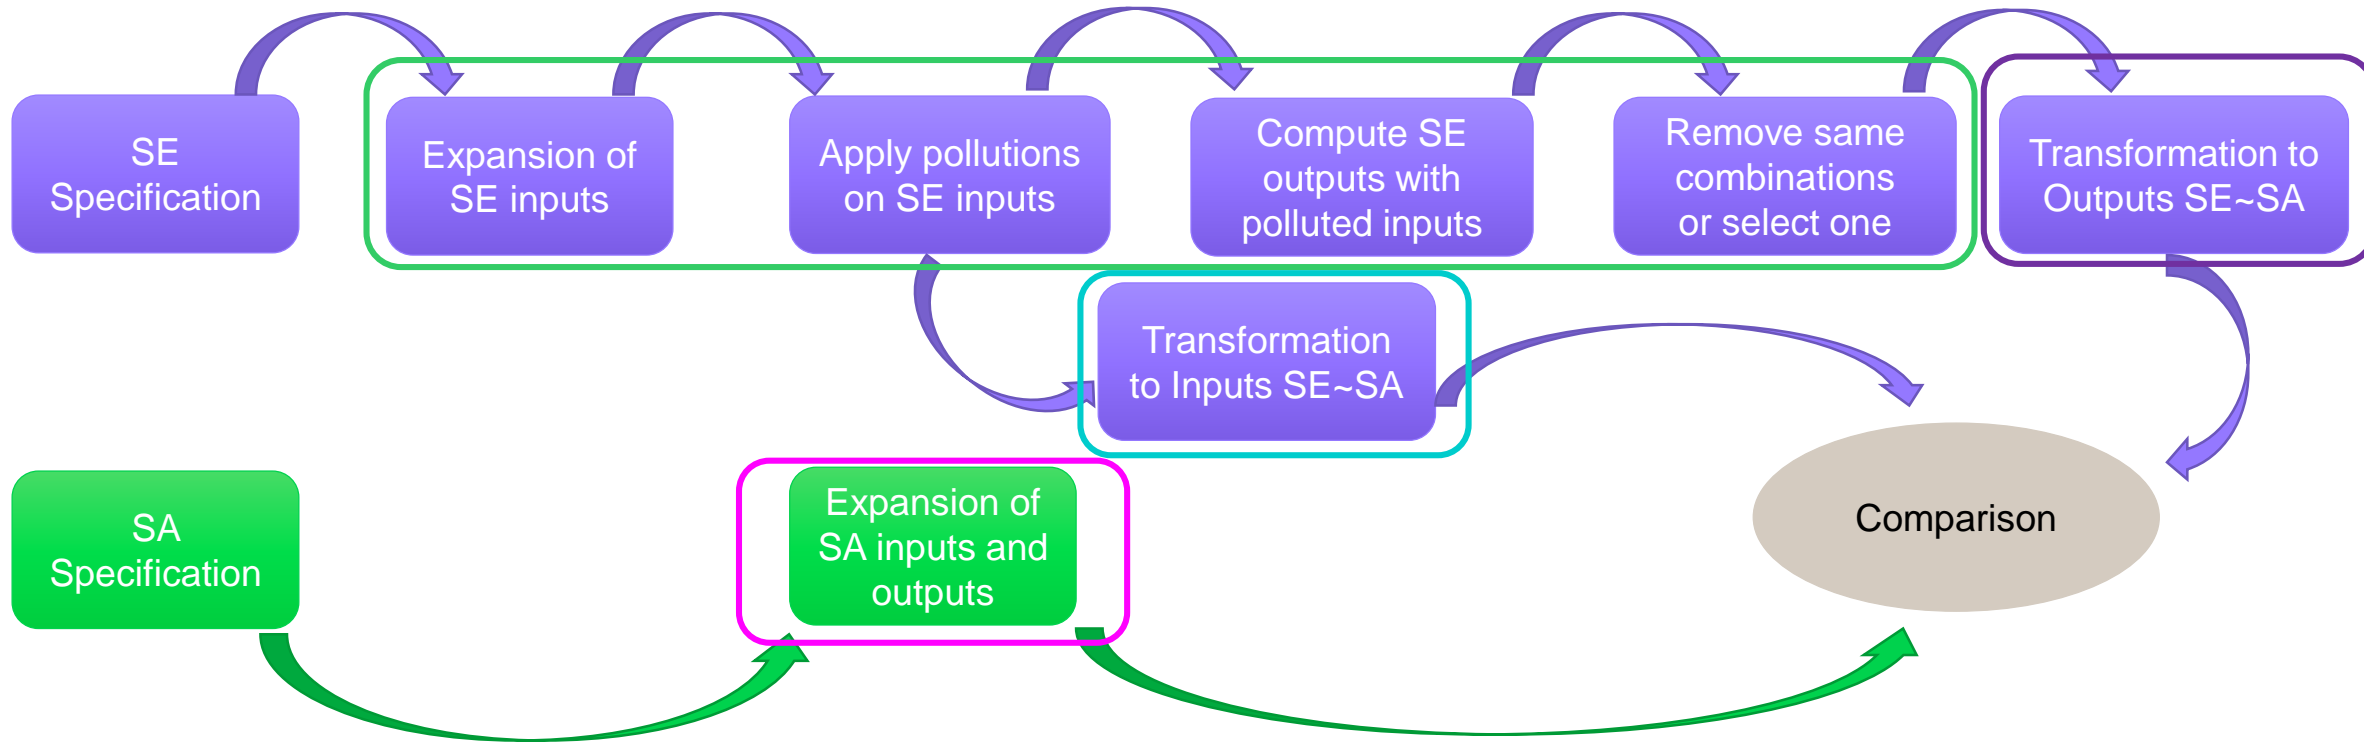 SE
Specification
Expansion of
SE inputs
Apply pollutions
on SE inputs
Compute SE
outputs with
polluted inputs
Remove same
combinations
or select one
Transformation to
Outputs SE~SA
Transformation
to Inputs SE~SA
SA
Specification
Expansion of
SA inputs and
outputs
Comparison